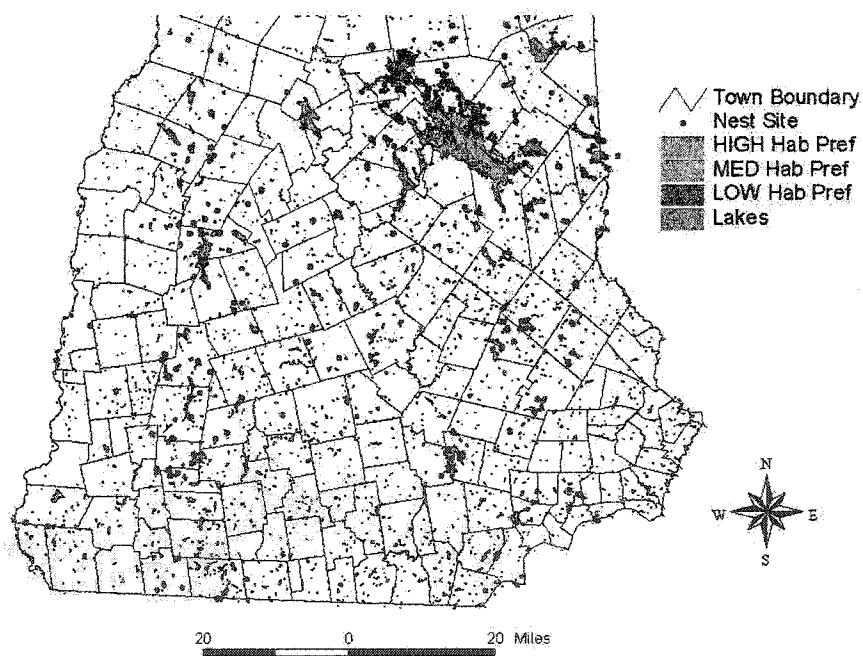 Town Boundary
Nest Site
HIGH Hab Pref
MED Hab Pref
LOW Hab Pref
Lakes
N
W E
S
20 0 20 Miles